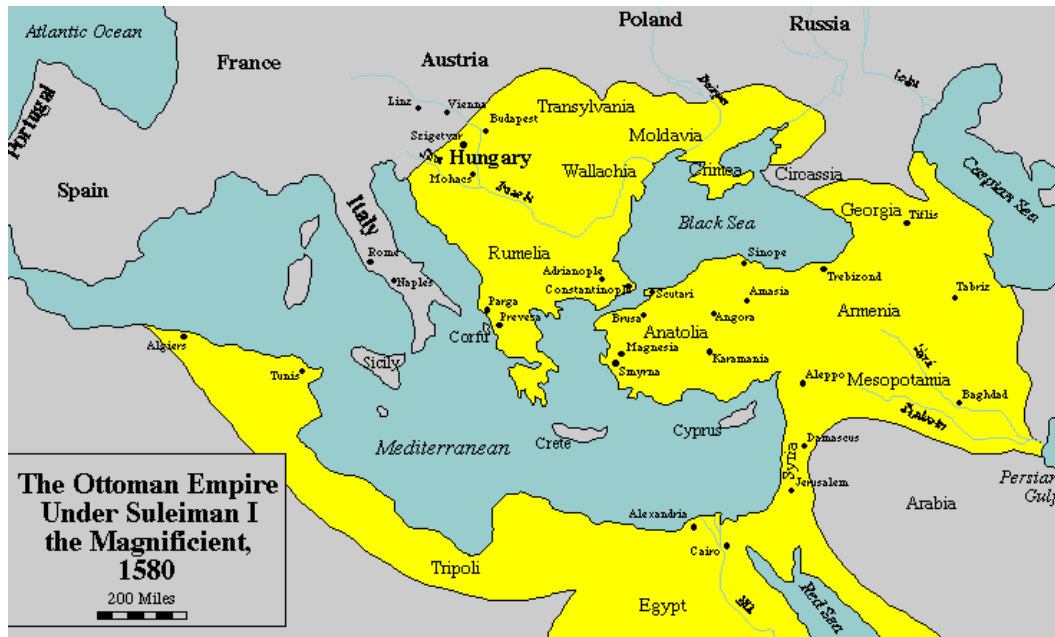 Atlantic Ocean
Poland
Russia
France
Austria
Portugal
Linz
Vienna
Transylvania
Dnieper
Budapest
Szigetvar
Moldavia
Hungary
Mohacs
Wallachia
Crimea
Circassia
Caspian Sea
Spain
Italy
Georgia
Tiflis
Black Sea
Rome
Rumelia
Sinope
Naples
Adrianople
Constantinople
Scutari
Trebizond
Tabriz
Amasia
Parga
Prevesa
Brusa
Angora
Armenia
Corfu
Anatolia
Algiers
Magnesia
Karamania
Sicily
Tunis
Smyrna
Aleppo
Mesopotamia
Baghdad
Mediterranean
Crete
Cyprus
Damascus
Syria
Jerusalem
Persian
Gulf
Arabia
The Ottoman Empire
Under Suleiman I
the Magnificient,
1580
200 Miles
Alexandria
Cairo
Tripoli
Egypt
Red Sea